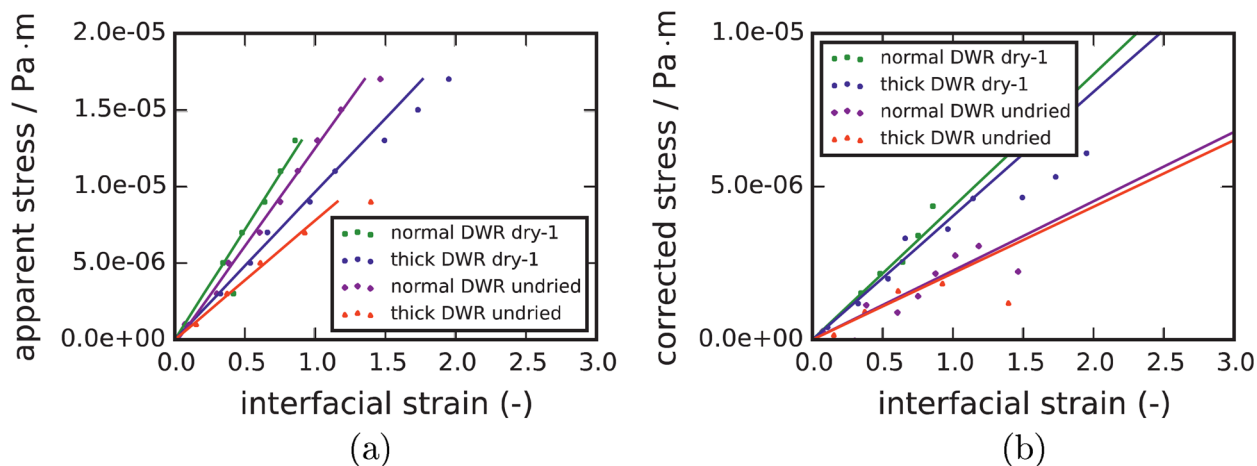 apparent stress / Pa·m
2.0e-05
1.5e-05
1.0e-05
5.0e-06
0.0e+00
0.0 0.5 1.0 1.5 2.0 2.5 3.0
interfacial strain (-)
normal DWR dry-1
thick DWR dry-1
normal DWR undried
thick DWR undried
(a)
corrected stress / Pa·m
1.0e-05
5.0e-06
0.0e+00
0.0 0.5 1.0 1.5 2.0 2.5 3.0
interfacial strain (-)
normal DWR dry-1
thick DWR dry-1
normal DWR undried
thick DWR undried
(b)